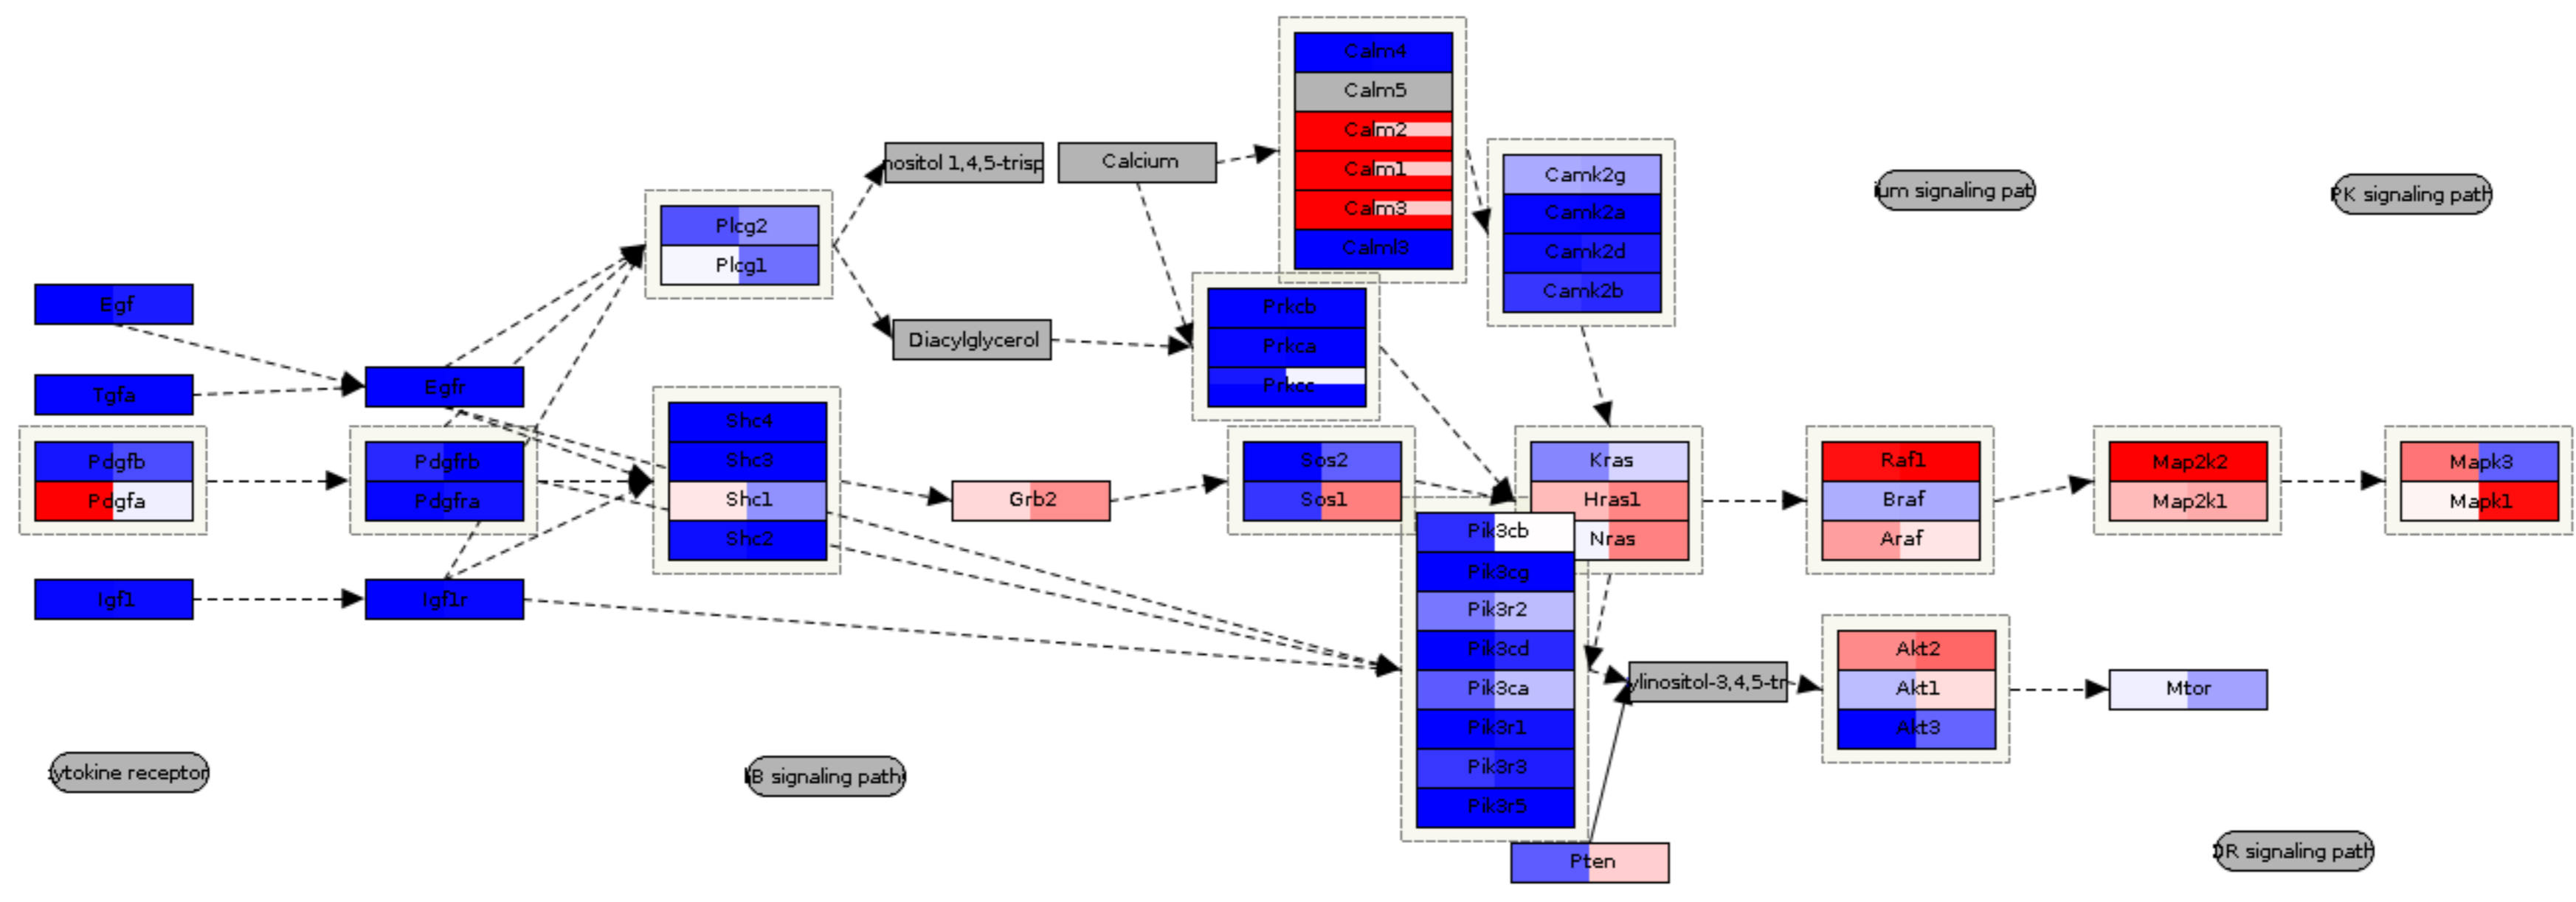 Calm4
Calm5
Calm2
Calm1
Calm3
Calml3
nositol 1,4,5-trisp
Calcium
Camk2g
Camk2a
Camk2d
Camk2b
ium signaling pat
PK signaling path
Plcg2
Plcg1
Egf
Tgfa
Pdgfb
Pdgfa
Igf1
Egfr
Pdgfrb
Pdgfra
Igf1r
Diacylglycerol
Prkcb
Prkca
Prkcc
Shc4
Shc3
Shc1
Shc2
Grb2
Sos2
Sos1
Kras
Hras1
Nras
Raf1
Braf
Araf
Map2k2
Map2k1
Mapk3
Mapk1
Pik3cb
Pik3cg
Pik3r2
Pik3cd
Pik3ca
Pik3r1
Pik3r3
Pik3r5
ylinositol-3,4,5-tr
Akt2
Akt1
Akt3
Mtor
Pten
ytokine receptor
B signaling path
OR signaling path